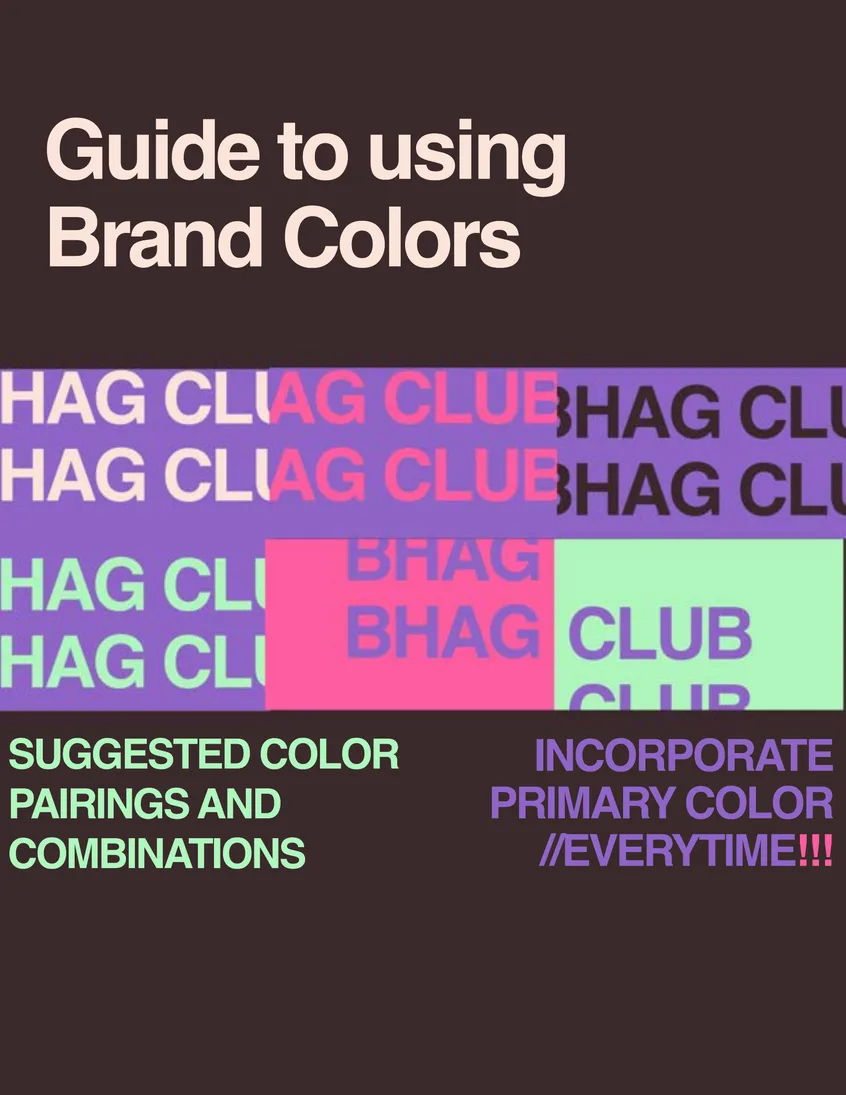 Guide to using
Brand Colors
HAG CLU
HAG CLU
AG CLUB
AG CLUB
BHAG CLU
BHAG CLU
HAG CLU
HAG CLU
BHAG
BHAG
CLUB
CLUB
SUGGESTED COLOR
PAIRINGS AND
COMBINATIONS
INCORPORATE
PRIMARY COLOR
//EVERYTIME!!!